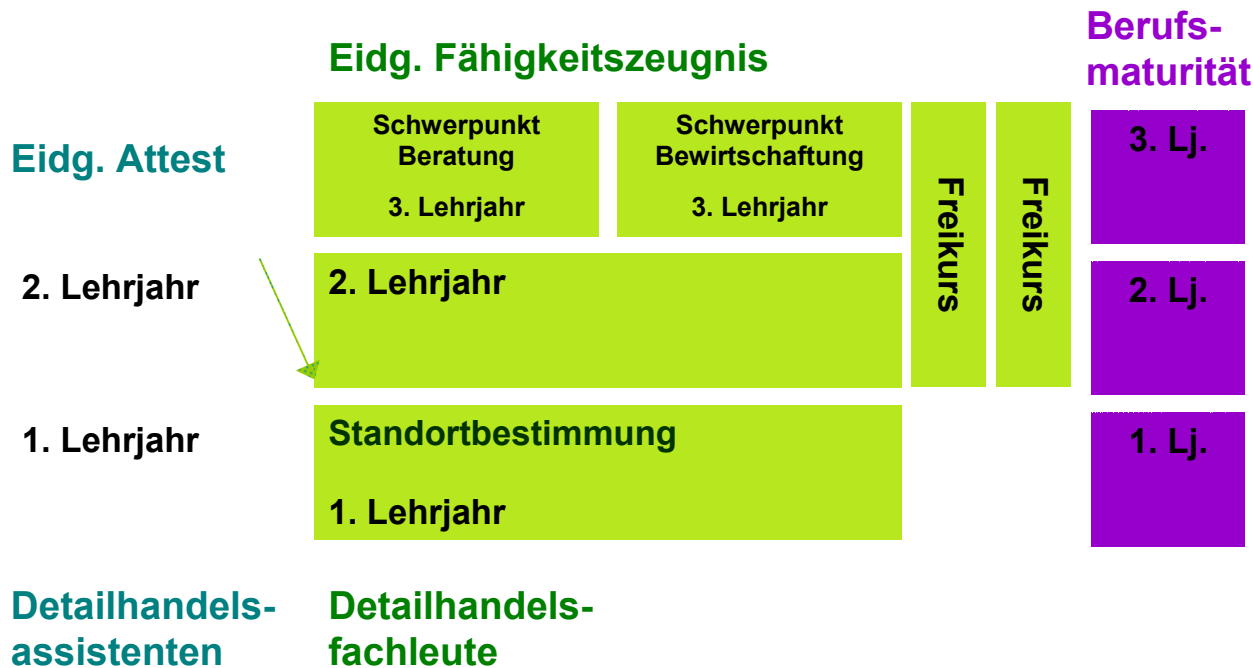 Berufs-
maturität
Eidg. Fähigkeitszeugnis
Eidg. Attest
Schwerpunkt
Beratung
3. Lehrjahr
Schwerpunkt
Bewirtschaftung
3. Lehrjahr
Freikurs
Freikurs
3. Lj.
2. Lehrjahr
2. Lehrjahr
2. Lj.
1. Lehrjahr
Standortbestimmung
1. Lehrjahr
1. Lj.
Detailhandels-
assistenten
Detailhandels-
fachleute